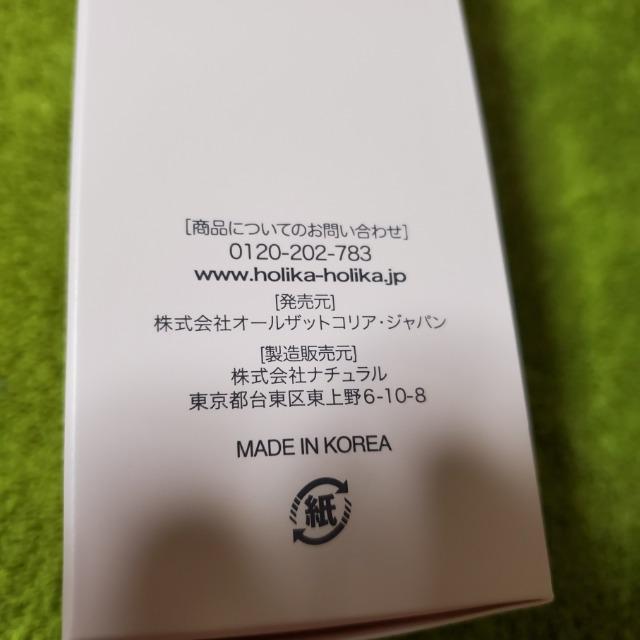 [商品についてのお問い合わせ]
0120-202-783
www.holika-holika.jp
[発売元]
株式会社オールザットコリア・ジャパン
[製造販売元]
株式会社ナチュラル
東京都台東区東上野6-10-8
MADE IN KOREA
紙